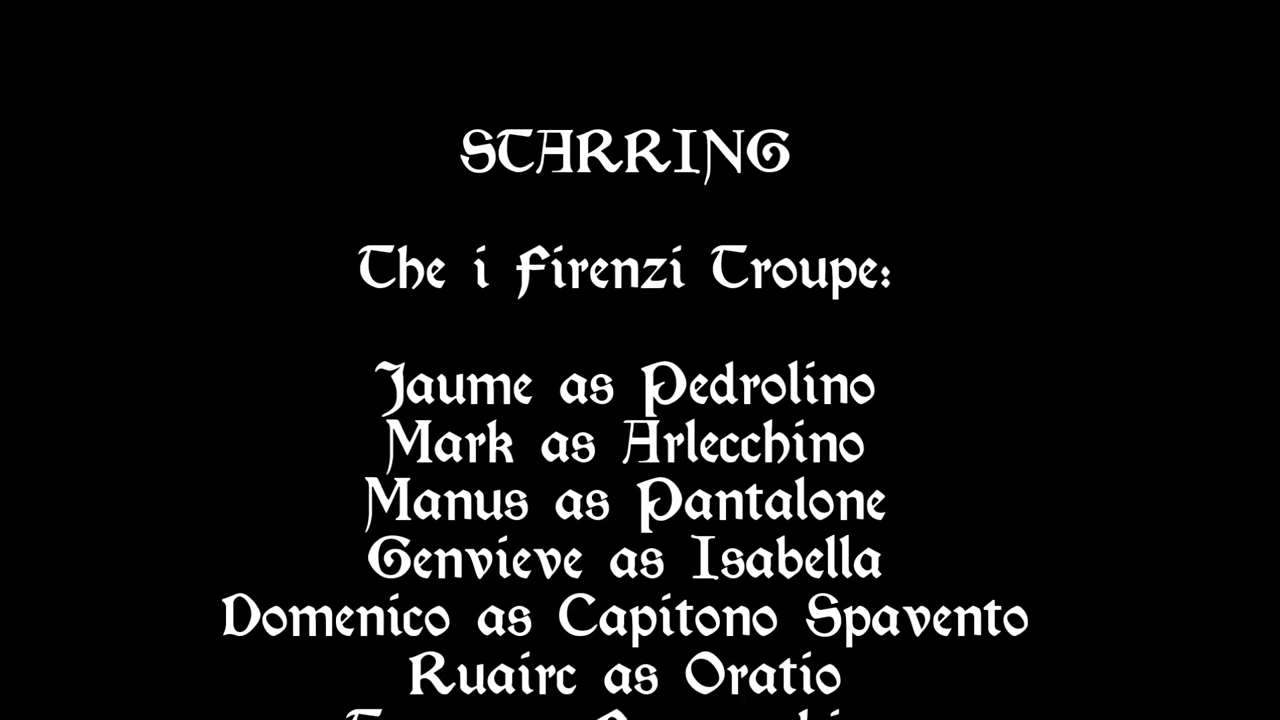 STARRING
The i Firenzi Troupe:
Jaume as Pedrolino
Mark as Arlecchino
Manus as Pantalone
Genvieve as Isabella
Domenico as Capitono Spavento
Ruairc as Oratio